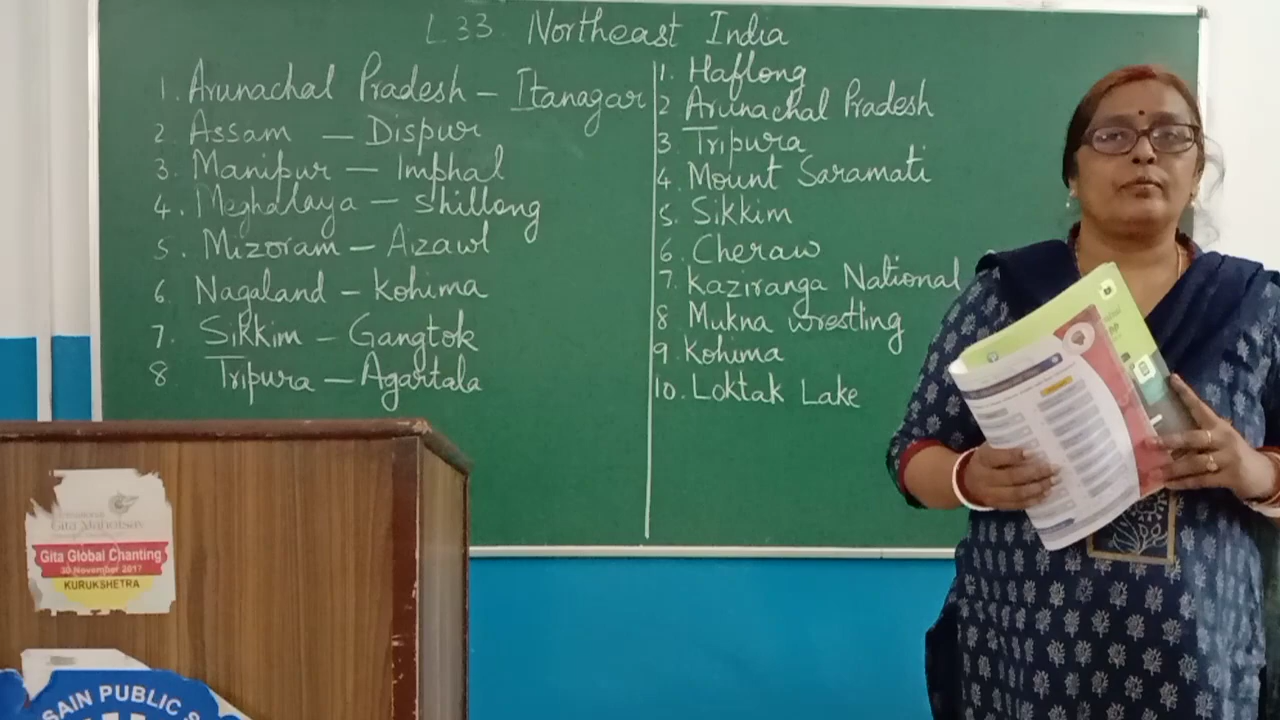 L 33. Northeast India
1. Arunachal Pradesh – Itanagar
2. Assam – Dispur
3. Manipur – Imphal
4. Meghalaya – Shillong
5. Mizoram – Aizawl
6. Nagaland – Kohima
7. Sikkim – Gangtok
8 Tripura – Agartala
1. Haflong
2 Arunachal Pradesh
3 Tripura
4. Mount Saramati
5. Sikkim
6. Cheraw
7. Kaziranga National
8 Mukna wrestling
9. Kohima
10. Loktak Lake
Gita Mahotsav
Gita Global Chanting
30 November 2017
KURUKSHETRA
SAIN PUBLIC S